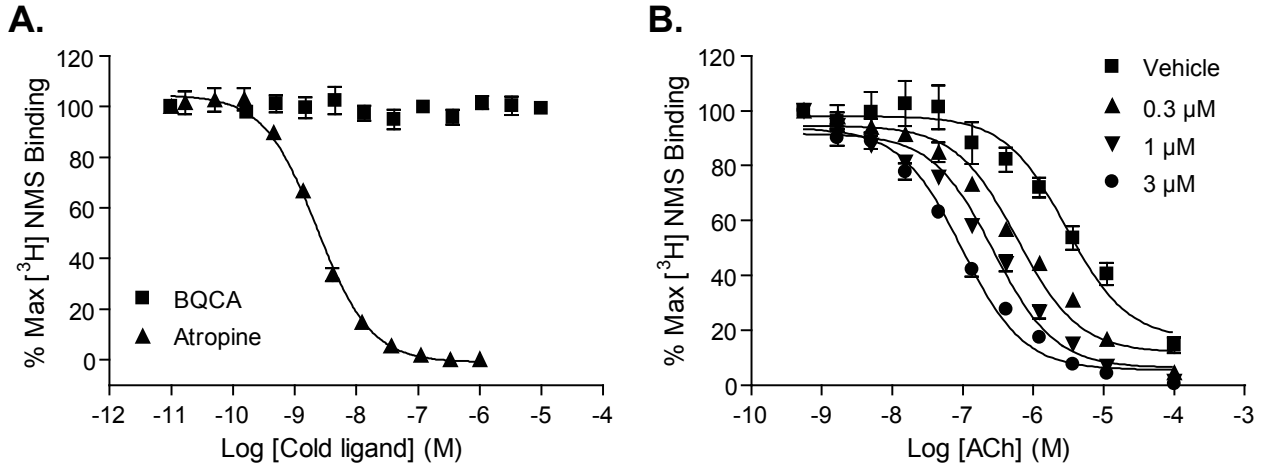 A.
% Max [³H] NMS Binding
120
100
80
60
40
20
0
BQCA
Atropine
-12
-11
-10
-9
-8
-7
-6
-5
-4
Log [Cold ligand] (M)
B.
% Max [³H] NMS Binding
120
100
80
60
40
20
0
Vehicle
0.3 µM
1 µM
3 µM
-10
-9
-8
-7
-6
-5
-4
-3
Log [ACh] (M)